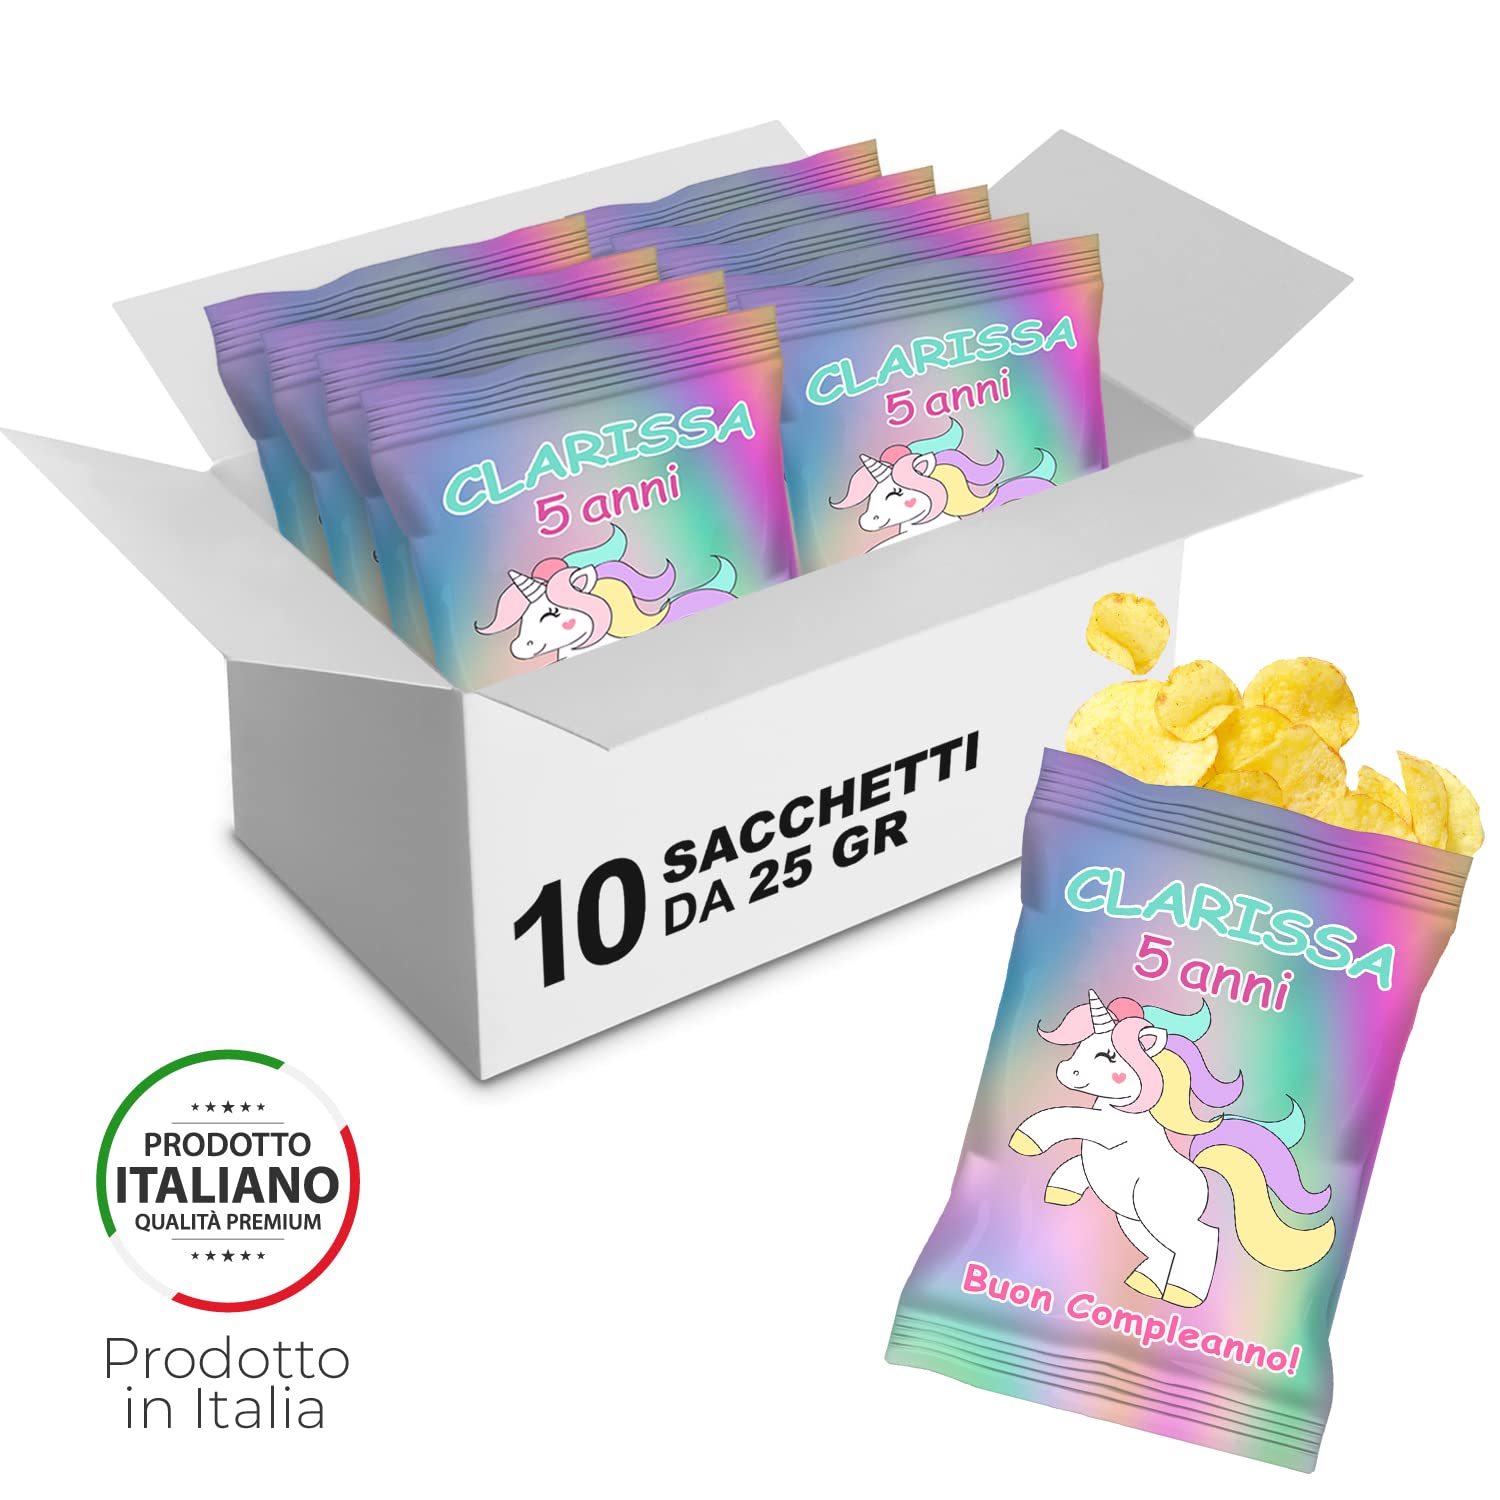 CLARISSA
5 anni
CLARISSA
5 anni
10 SACCHETTI
DA 25 GR
CLARISSA
5 anni
Buon Compleanno!
PRODOTTO
ITALIANO
QUALITÀ PREMIUM
Prodotto
in Italia